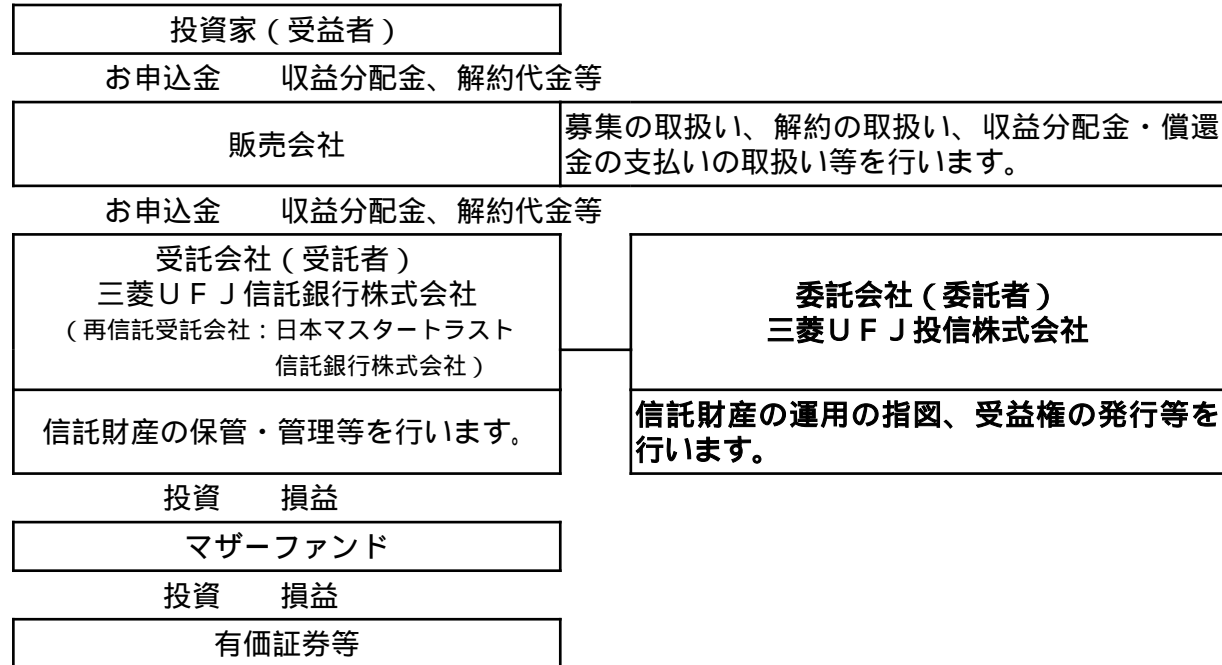 投資家(受益者)
お申込金 収益分配金、解約代金等
販売会社
募集の取扱い、解約の取扱い、収益分配金・償還
金の支払いの取扱い等を行います。
お申込金 収益分配金、解約代金等
受託会社(受託者)
三菱UFJ信託銀行株式会社
(再信託受託会社:日本マスタートラスト
信託銀行株式会社)
委託会社(委託者)
三菱UFJ投信株式会社
信託財産の保管・管理等を行います。
信託財産の運用の指図、受益権の発行等を
行います。
投資 損益
マザーファンド
投資 損益
有価証券等